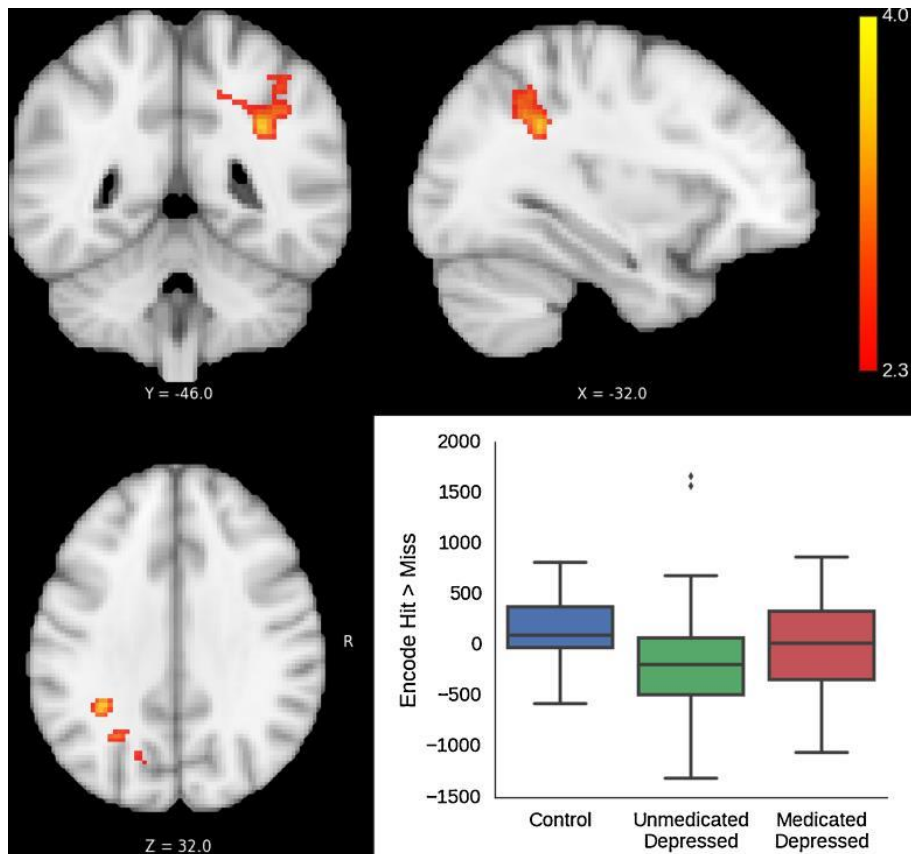 4.0
2.3
Y = -46.0
X = -32.0
R
Z = 32.0
Encode Hit > Miss
2000
1500
1000
500
0
−500
−1000
−1500
Control
Unmedicated
Depressed
Medicated
Depressed